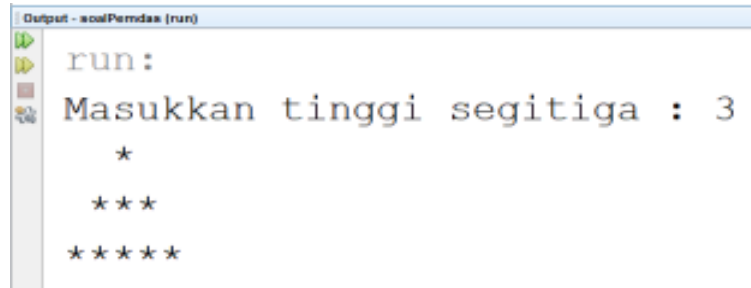 Output - soalPemdas (run)
run:
Masukkan tinggi segitiga : 3
*
***
*****